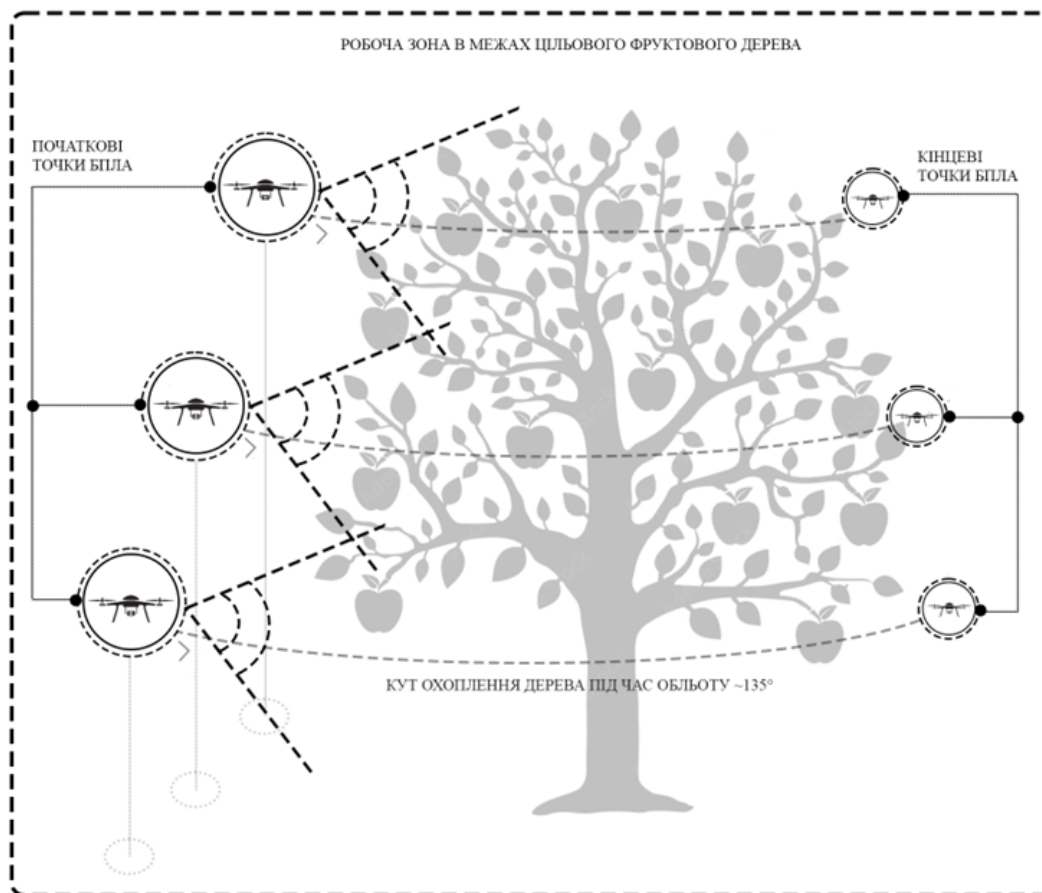 РОБОЧА ЗОНА В МЕЖАХ ЦІЛЬОВОГО ФРУКТОВОГО ДЕРЕВА
ПОЧАТКОВІ
ТОЧКИ БПЛА
КІНЦЕВІ
ТОЧКИ БПЛА
КУТ ОХОПЛЕННЯ ДЕРЕВА ПІД ЧАС ОБЛЬОТУ ~135°